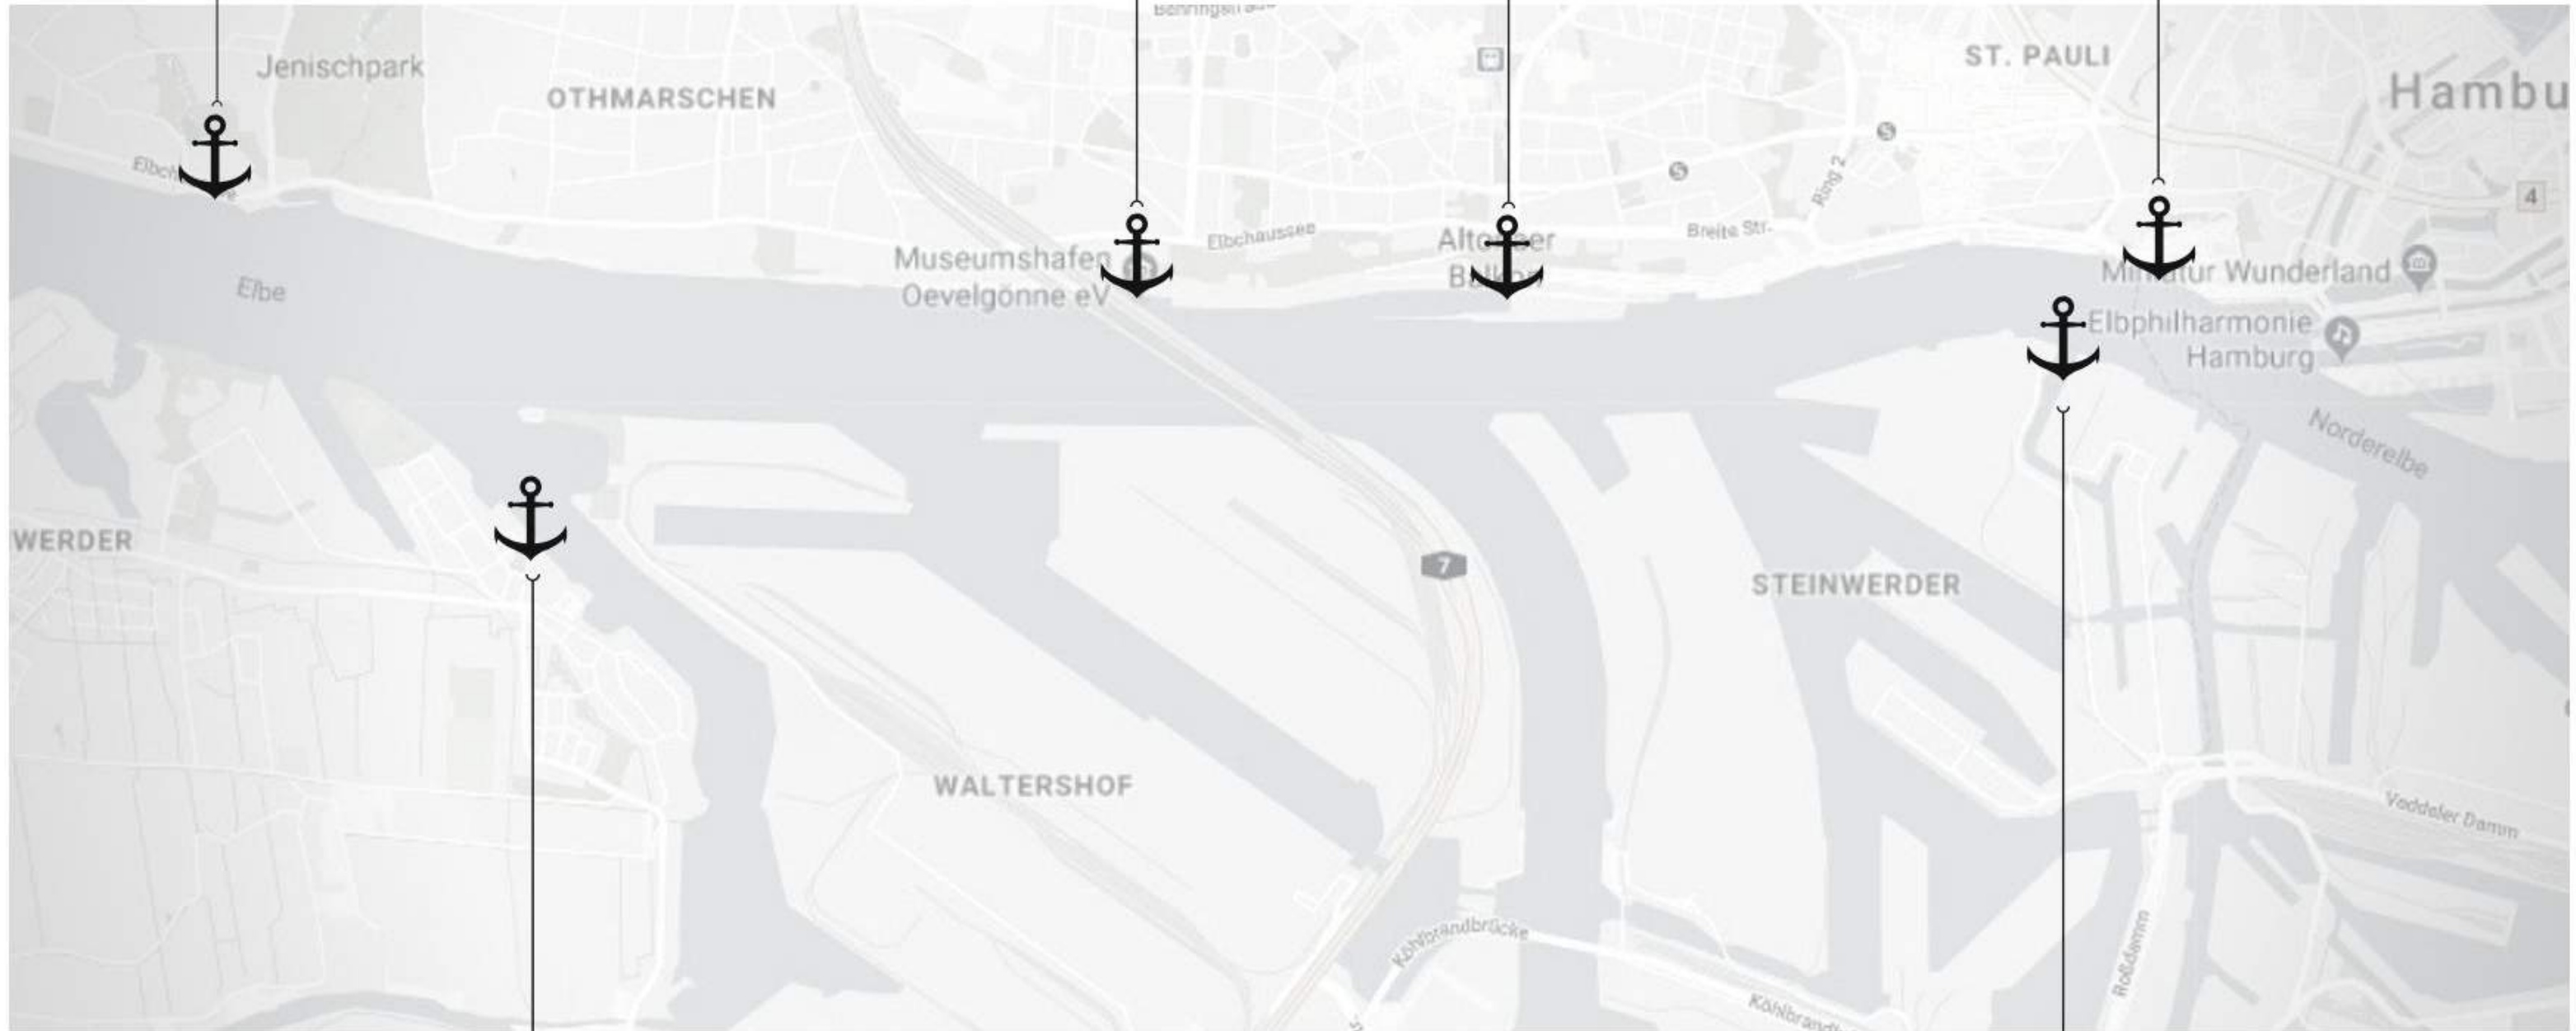 Jenischpark
OTHMARSCHEN
ST. PAULI
Hambu
4
Ring 2
Breite Str.
Elbchaussee
Museumshafen
Oevelgönne eV
Miniatur Wunderland
Elbphilharmonie
Hamburg
Elbe
Norderelbe
WERDER
7
STEINWERDER
WALTERSHOF
Veddeler Damm
Köhlbrandbrücke
Roßdamm
Köhlbrand
S
S